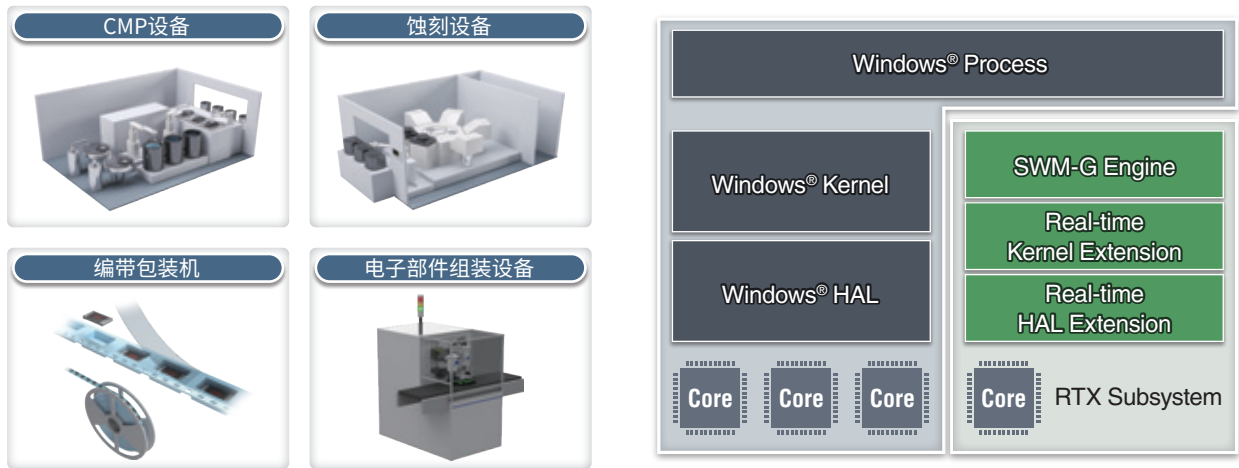 CMP设备
蚀刻设备
编带包装机
电子部件组装设备
Windows® Process
Windows® Kernel
Windows® HAL
SWM-G Engine
Real-time
Kernel Extension
Real-time
HAL Extension
Core
Core
Core
Core
RTX Subsystem